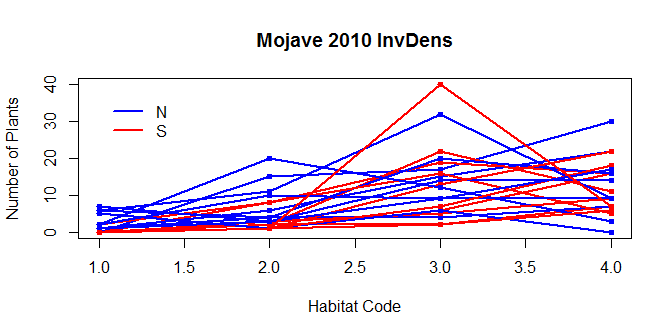 Mojave 2010 InvDens
Number of Plants
40
30
20
10
0
N
S
1.0 1.5 2.0 2.5 3.0 3.5 4.0
Habitat Code